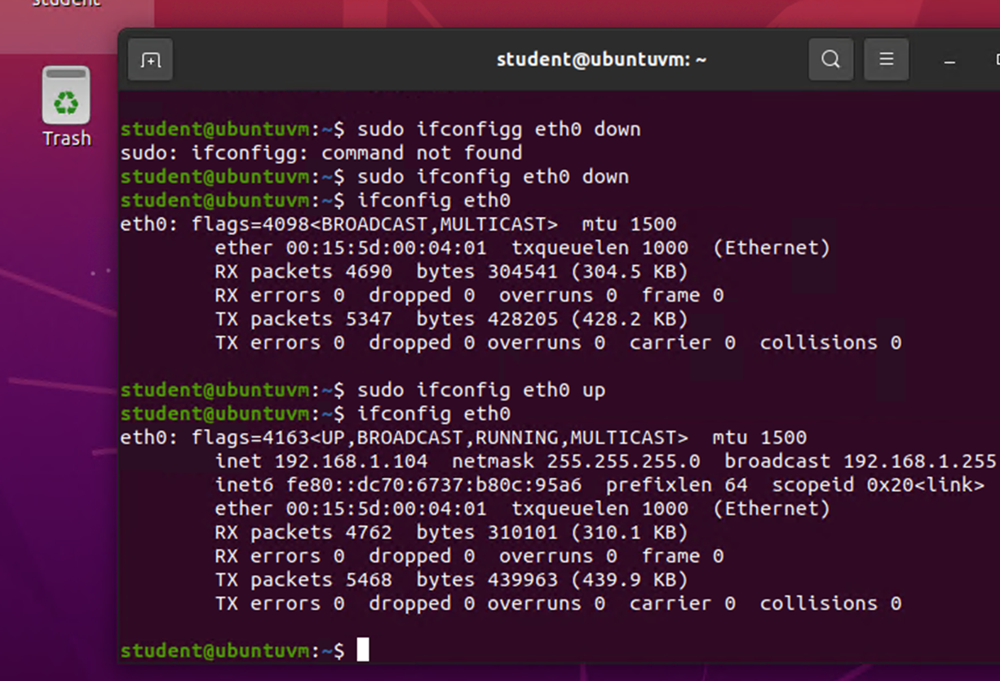 student
Trash
student@ubuntuvm: ~
student@ubuntuvm:~$ sudo ifconfigg eth0 down
sudo: ifconfigg: command not found
student@ubuntuvm:~$ sudo ifconfig eth0 down
student@ubuntuvm:~$ ifconfig eth0
eth0: flags=4098<BROADCAST,MULTICAST>  mtu 1500
        ether 00:15:5d:00:04:01  txqueuelen 1000  (Ethernet)
        RX packets 4690  bytes 304541 (304.5 KB)
        RX errors 0  dropped 0  overruns 0  frame 0
        TX packets 5347  bytes 428205 (428.2 KB)
        TX errors 0  dropped 0 overruns 0  carrier 0  collisions 0
student@ubuntuvm:~$ sudo ifconfig eth0 up
student@ubuntuvm:~$ ifconfig eth0
eth0: flags=4163<UP,BROADCAST,RUNNING,MULTICAST>  mtu 1500
        inet 192.168.1.104  netmask 255.255.255.0  broadcast 192.168.1.255
        inet6 fe80::dc70:6737:b80c:95a6  prefixlen 64  scopeid 0x20<link>
        ether 00:15:5d:00:04:01  txqueuelen 1000  (Ethernet)
        RX packets 4762  bytes 310101 (310.1 KB)
        RX errors 0  dropped 0  overruns 0  frame 0
        TX packets 5468  bytes 439963 (439.9 KB)
        TX errors 0  dropped 0 overruns 0  carrier 0  collisions 0
student@ubuntuvm:~$